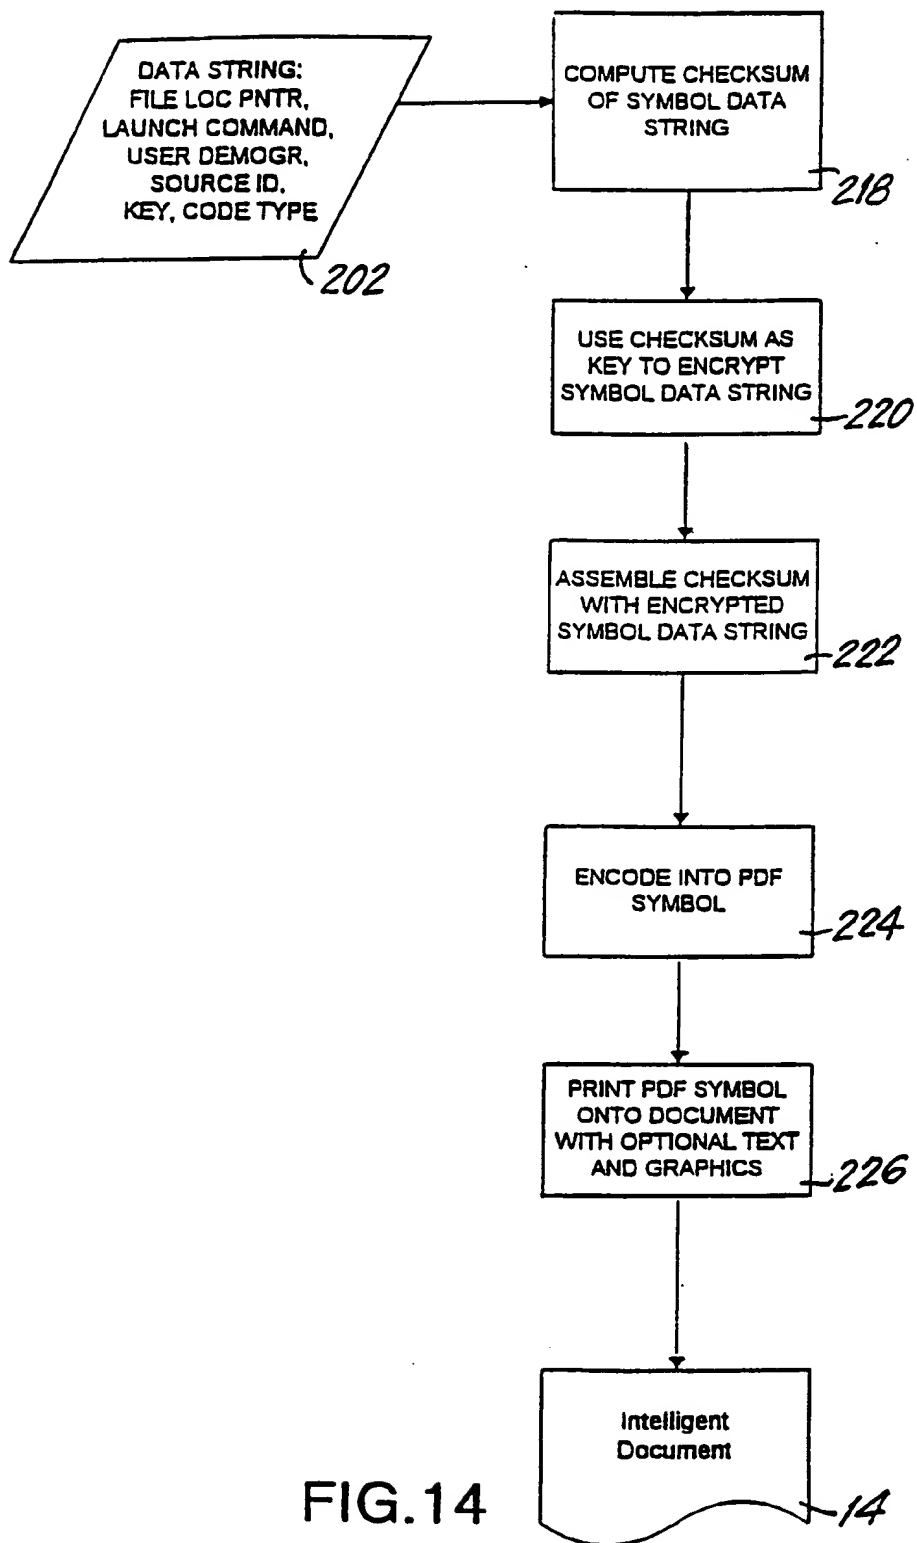 DATA STRING:
FILE LOC PNTR,
LAUNCH COMMAND,
USER DEMOGR,
SOURCE ID,
KEY, CODE TYPE
202
COMPUTE CHECKSUM
OF SYMBOL DATA
STRING
218
USE CHECKSUM AS
KEY TO ENCRYPT
SYMBOL DATA STRING
220
ASSEMBLE CHECKSUM
WITH ENCRYPTED
SYMBOL DATA STRING
222
ENCODE INTO PDF
SYMBOL
224
PRINT PDF SYMBOL
ONTO DOCUMENT
WITH OPTIONAL TEXT
AND GRAPHICS
226
Intelligent
Document
14
FIG.14